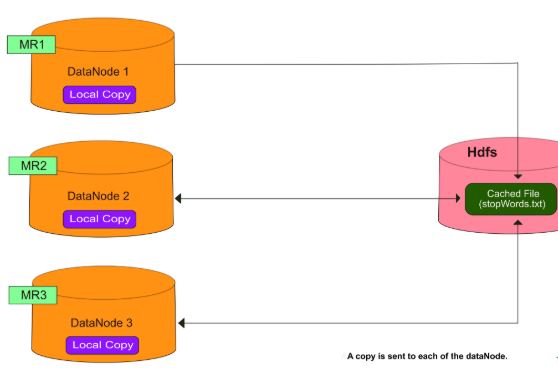 MR1
DataNode 1
Local Copy
MR2
DataNode 2
Local Copy
MR3
DataNode 3
Local Copy
Hdfs
Cached File
(stopWords.txt)
A copy is sent to each of the dataNode.